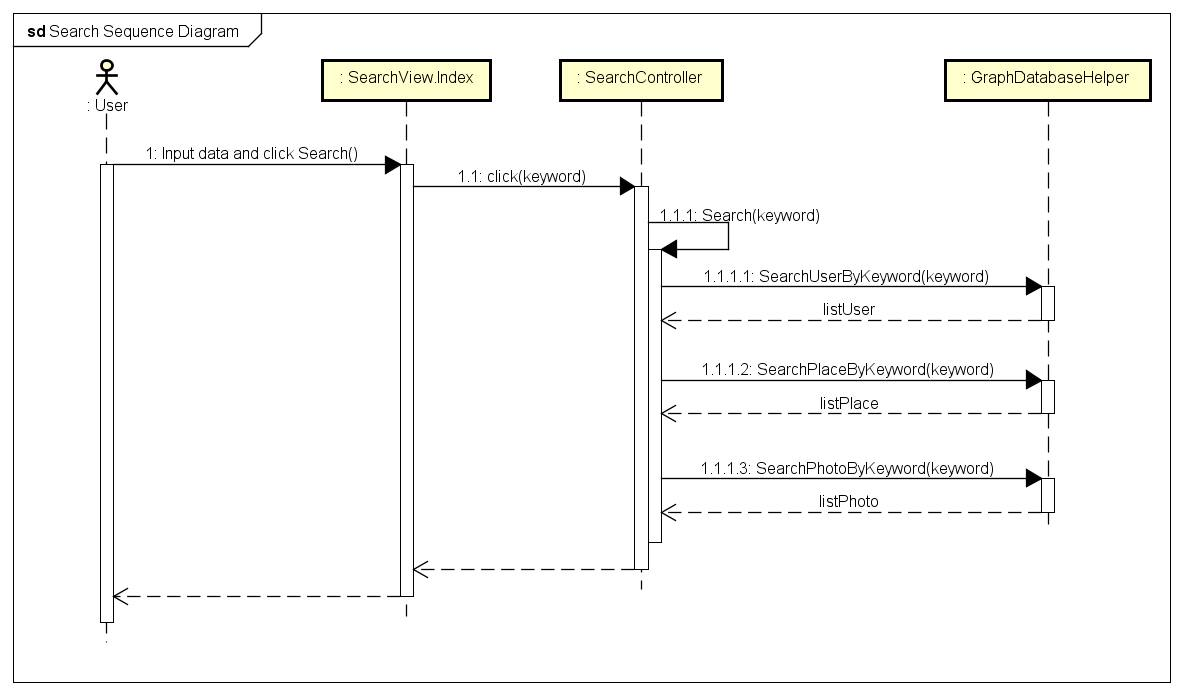 sd Search Sequence Diagram
: User
: SearchView.Index
: SearchController
: GraphDatabaseHelper
1: Input data and click Search()
1.1: click(keyword)
1.1.1: Search(keyword)
1.1.1.1: SearchUserByKeyword(keyword)
listUser
1.1.1.2: SearchPlaceByKeyword(keyword)
listPlace
1.1.1.3: SearchPhotoByKeyword(keyword)
listPhoto